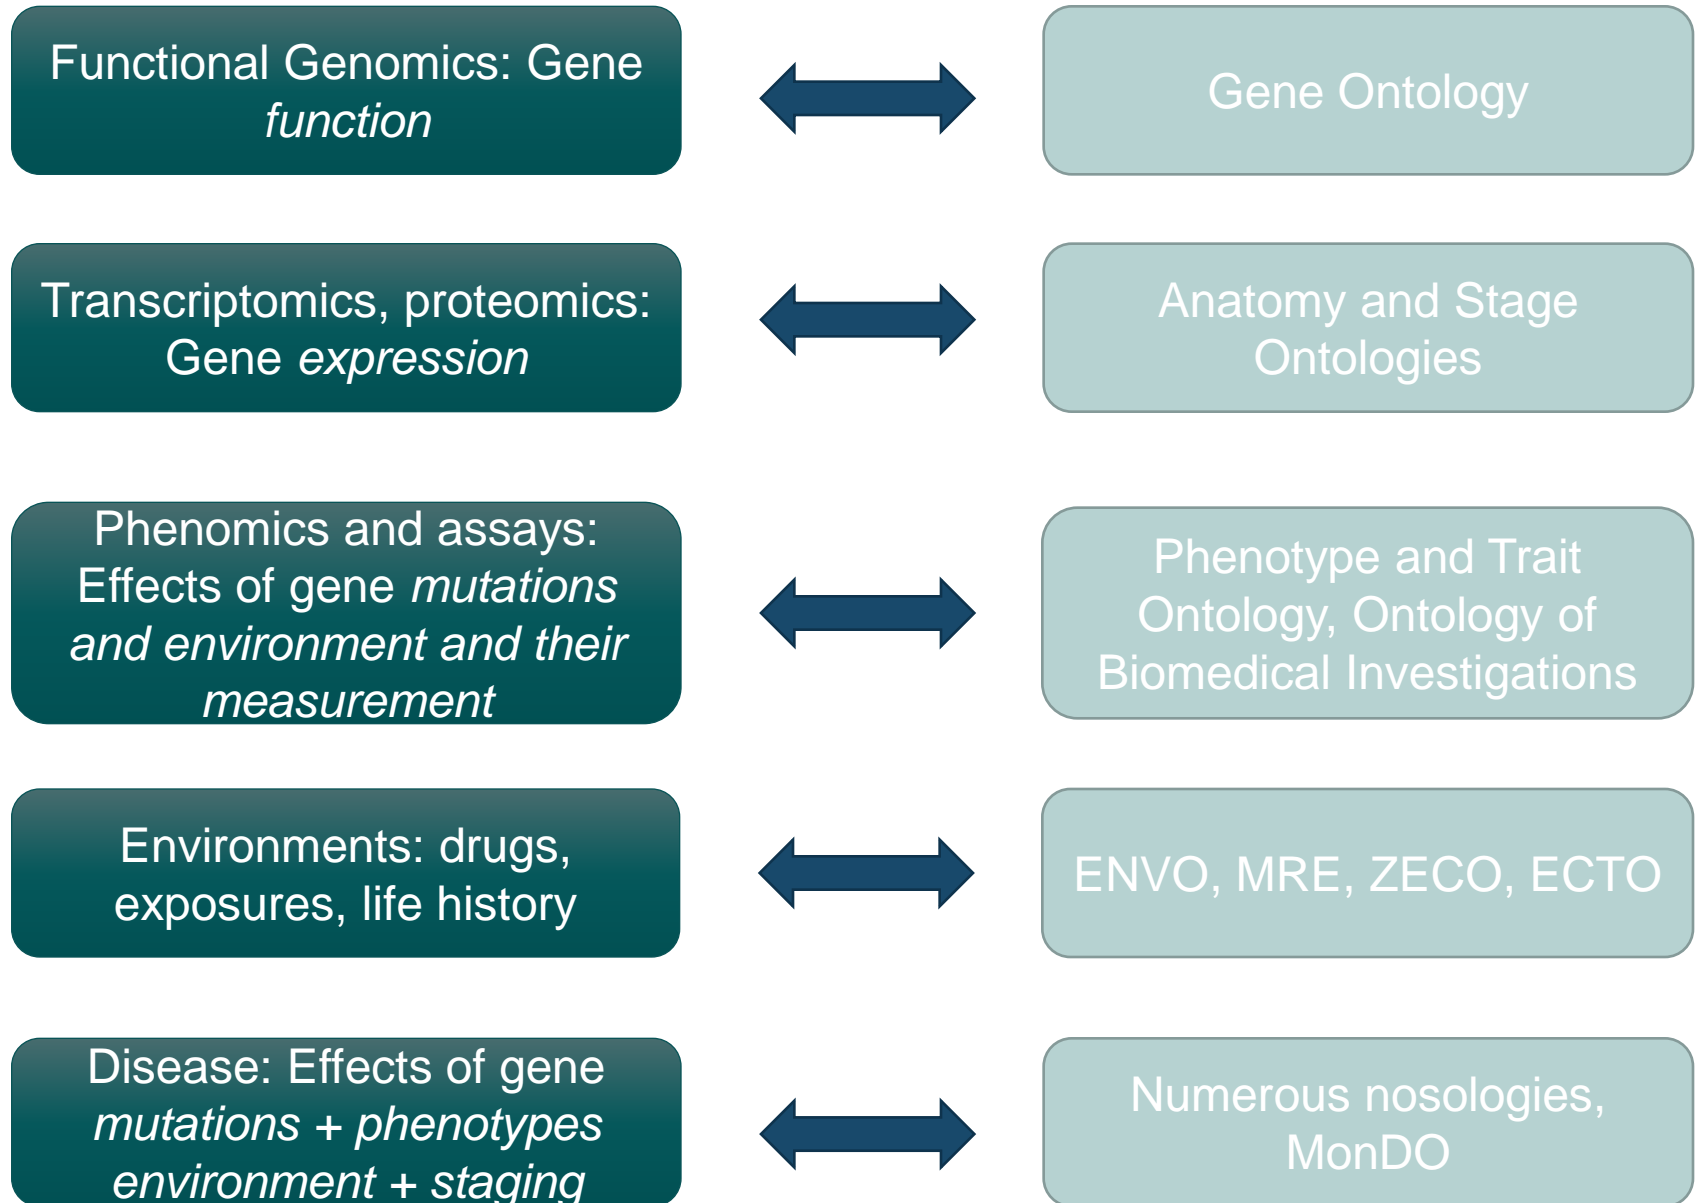 Functional Genomics: Gene
function
Gene Ontology
Transcriptomics, proteomics:
Gene expression
Anatomy and Stage
Ontologies
Phenomics and assays:
Effects of gene mutations
and environment and their
measurement
Phenotype and Trait
Ontology, Ontology of
Biomedical Investigations
Environments: drugs,
exposures, life history
ENVO, MRE, ZECO, ECTO
Disease: Effects of gene
mutations + phenotypes
environment + staging
Numerous nosologies,
MonDO